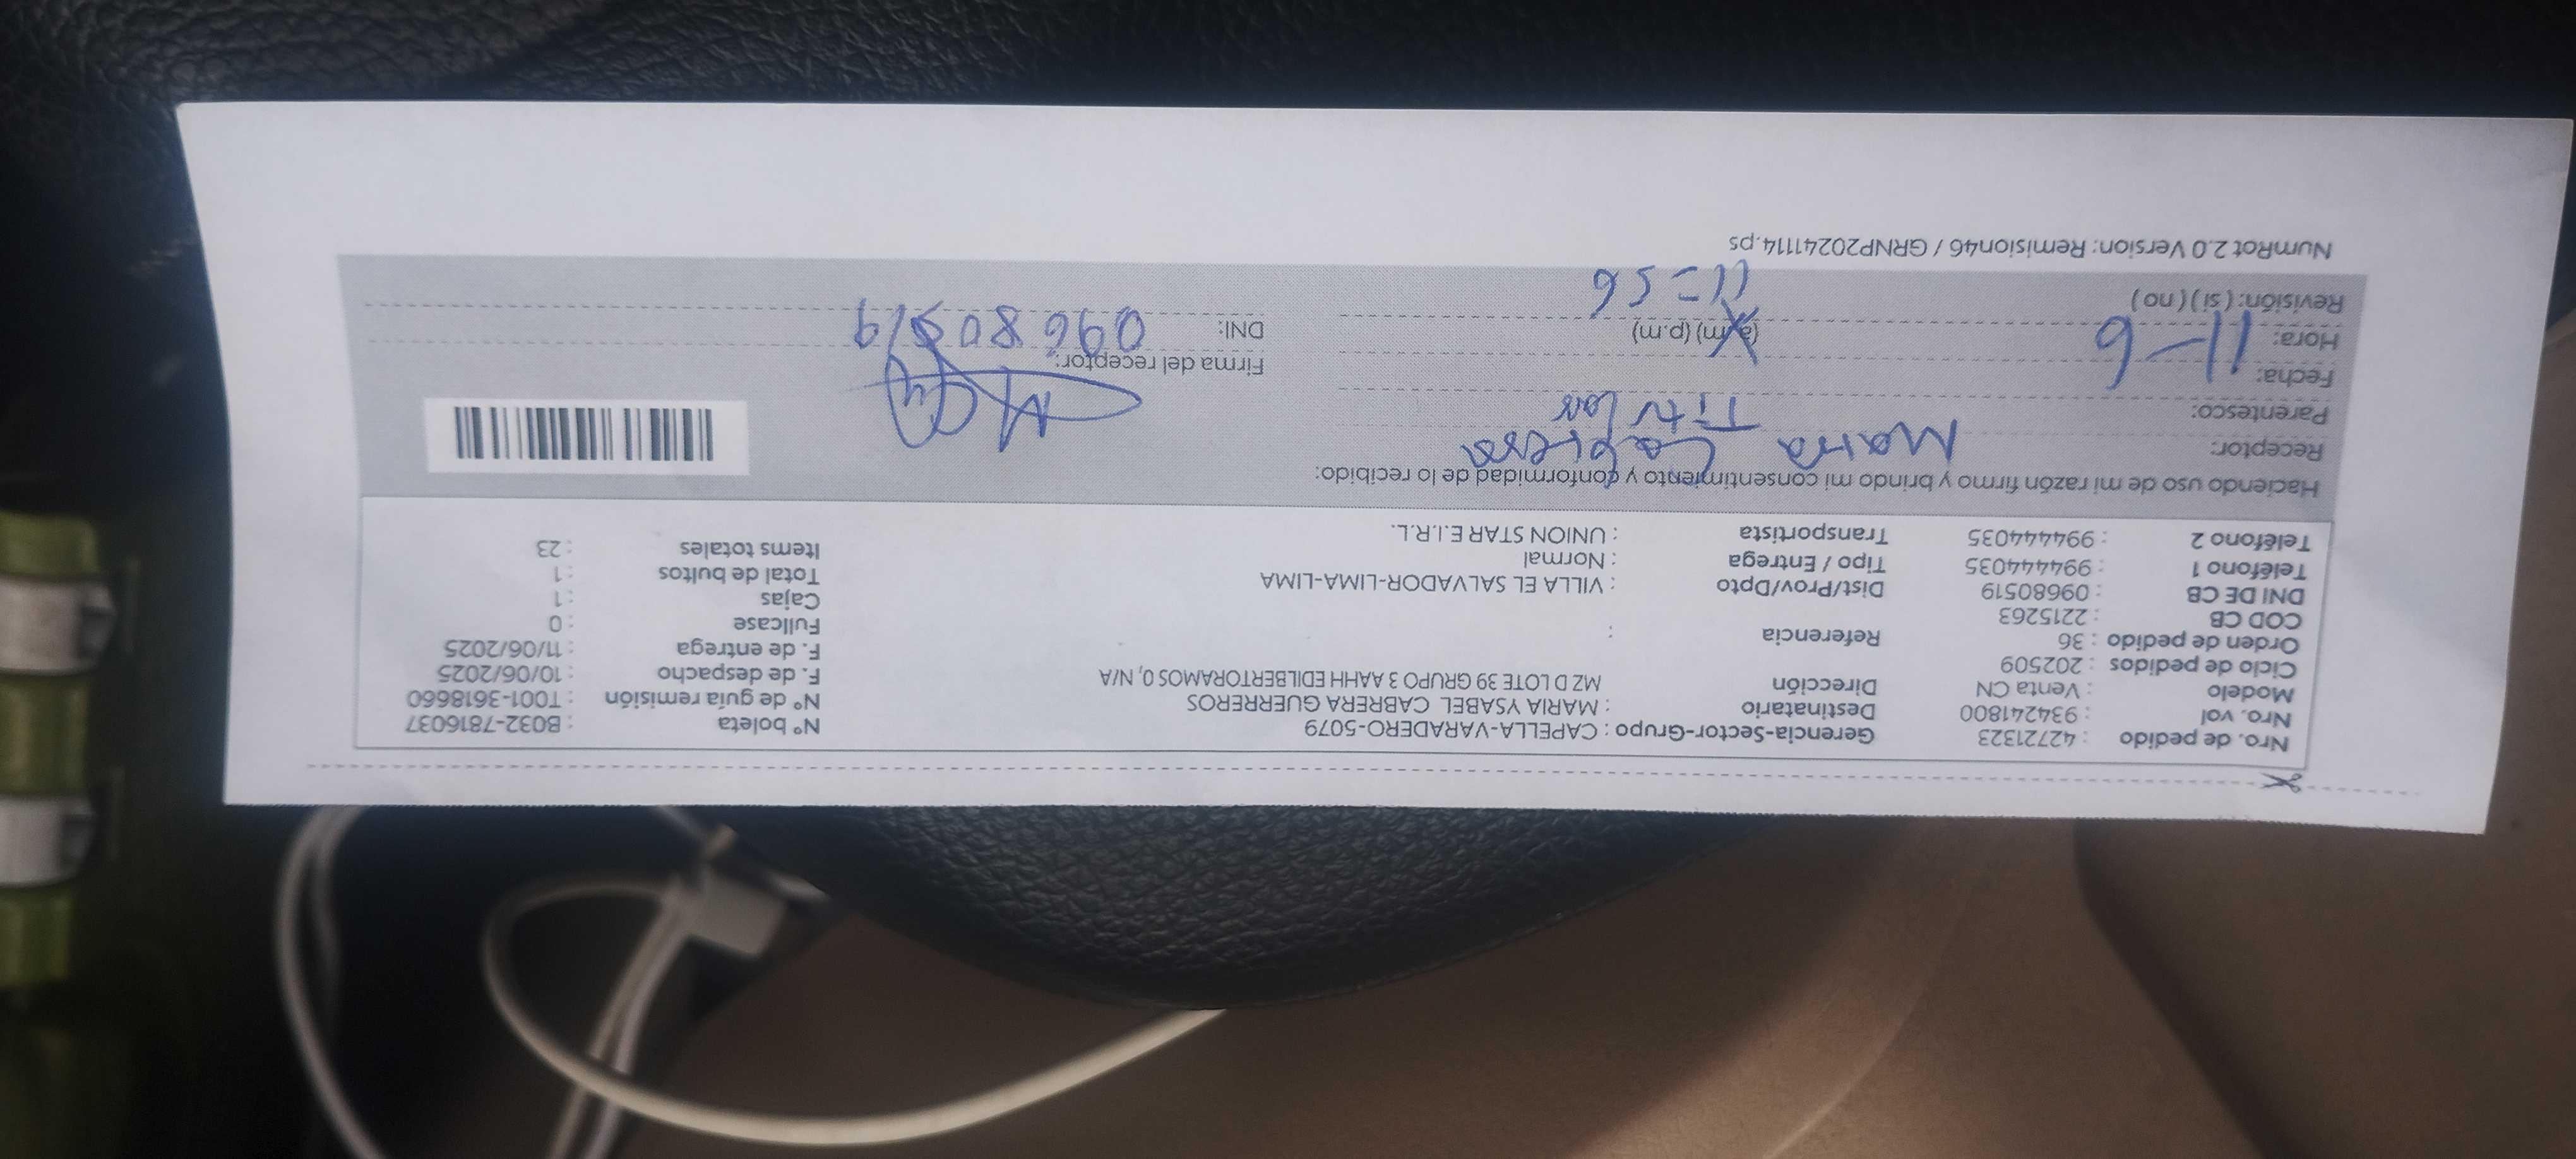 Nro. de pedido : 42721323 Gerencia-Sector-Grupo : CAPELLA-VARADERO-5079 N° boleta : B032-7816037
Nro. vol : 934241800 Destinatario : MARIA YSABEL CABRERA GUERREROS N° de guía remisión : T001-3618660
Modelo : Venta CN Dirección MZ D LOTE 39 GRUPO 3 AAHH EDILBERTORAMOS 0, N/A F. de despacho : 10/06/2025
Ciclo de pedidos : 202509 F. de entrega : 11/06/2025
Orden de pedido : 36 Referencia : Fullcase : 0
COD CB : 2215263 Cajas : 1
DNI DE CB : 09680519 Dist/Prov/Dpto : VILLA EL SALVADOR-LIMA-LIMA Total de bultos : 1
Teléfono 1 : 994444035 Tipo / Entrega : Normal Items totales : 23
Teléfono 2 : 994444035 Transportista : UNION STAR E.I.R.L.
Haciendo uso de mi razón firmo y brindo mi consentimiento y conformidad de lo recibido:
Receptor: Maria Cabrera
Parentesco: Titular
Fecha: 11-6 Firma del receptor:
Hora: (a.m) (p.m) 11=56 DNI: 09680519
Revisión: ( si ) ( no )
NumRot 2.0 Version: Remision46 / GRNP20241114.ps